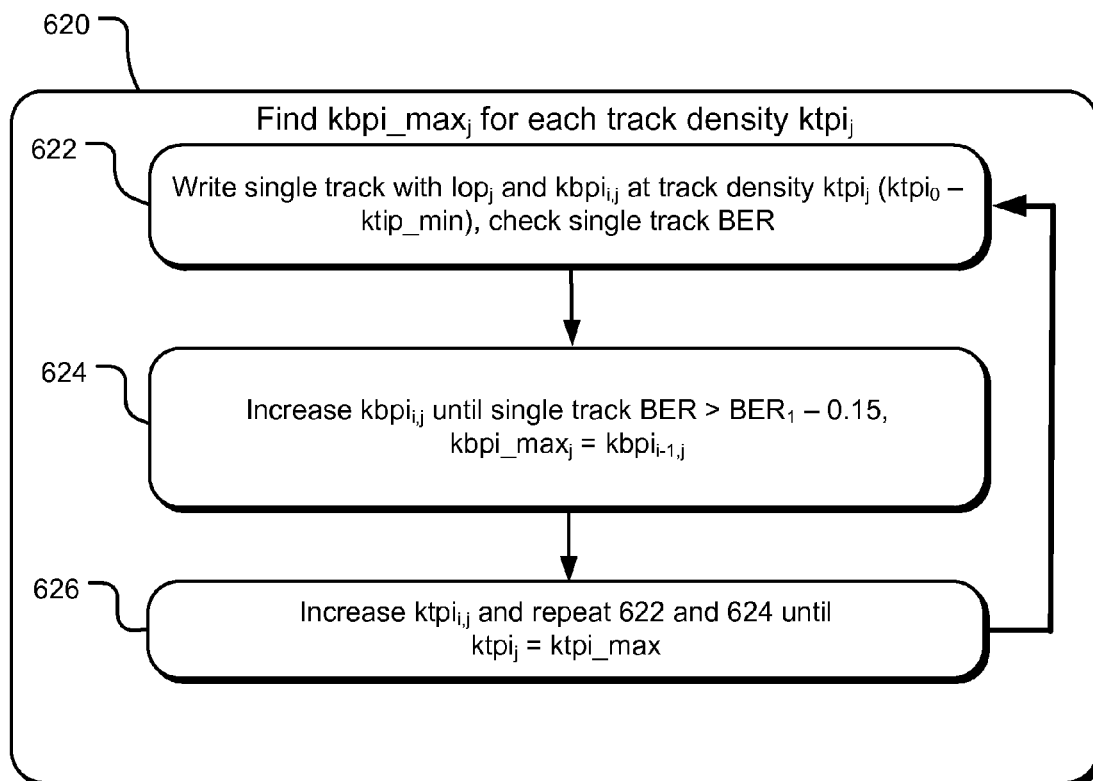 620
Find kbpi_maxj for each track density ktpij
622
Write single track with Iopj and kbpii,j at track density ktpij (ktpi0 –
ktip_min), check single track BER
624
Increase kbpii,j until single track BER > BER1 – 0.15,
kbpi_maxj = kbpii-1,j
626
Increase ktpii,j and repeat 622 and 624 until
ktpij = ktpi_max